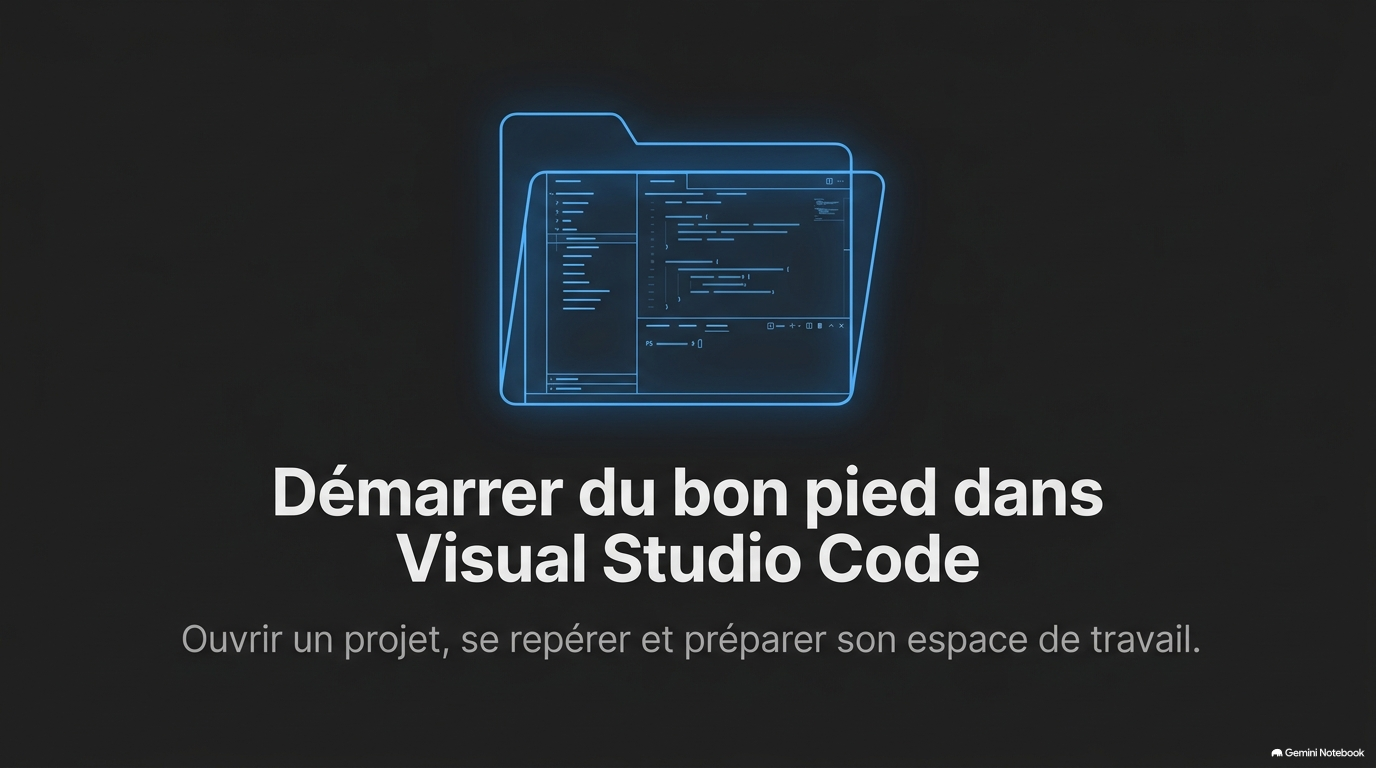 PS
Démarrer du bon pied dans
Visual Studio Code
Ouvrir un projet, se repérer et préparer son espace de travail.
Gemini Notebook